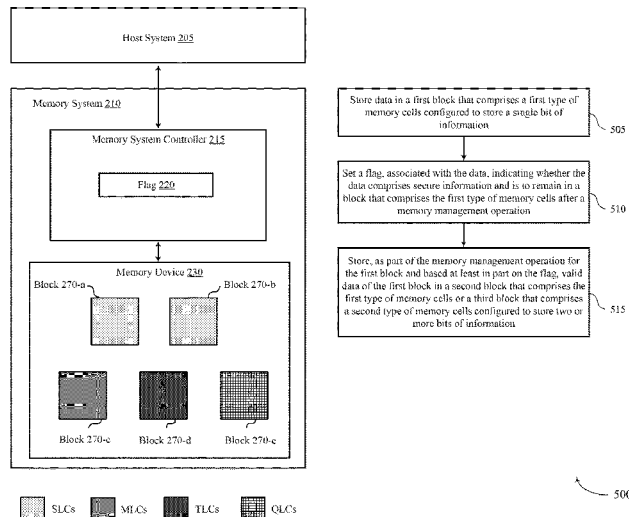 Host System 205
Memory System 210
Memory System Controller 215
Flag 220
Memory Device 230
Block 270-a
Block 270-b
Block 270-c
Block 270-d
Block 270-e
SLCs
MLCs
TLCs
QLCs
Store data in a first block that comprises a first type of
memory cells configured to store a single bit of
information
505
Set a flag, associated with the data, indicating whether the
data comprises secure information and is to remain in a
block that comprises the first type of memory cells after a
memory management operation
510
Store, as part of the memory management operation for
the first block and based at least in part on the flag, valid
data of the first block in a second block that comprises the
first type of memory cells or a third block that comprises
a second type of memory cells configured to store two or
more bits of information
515
500